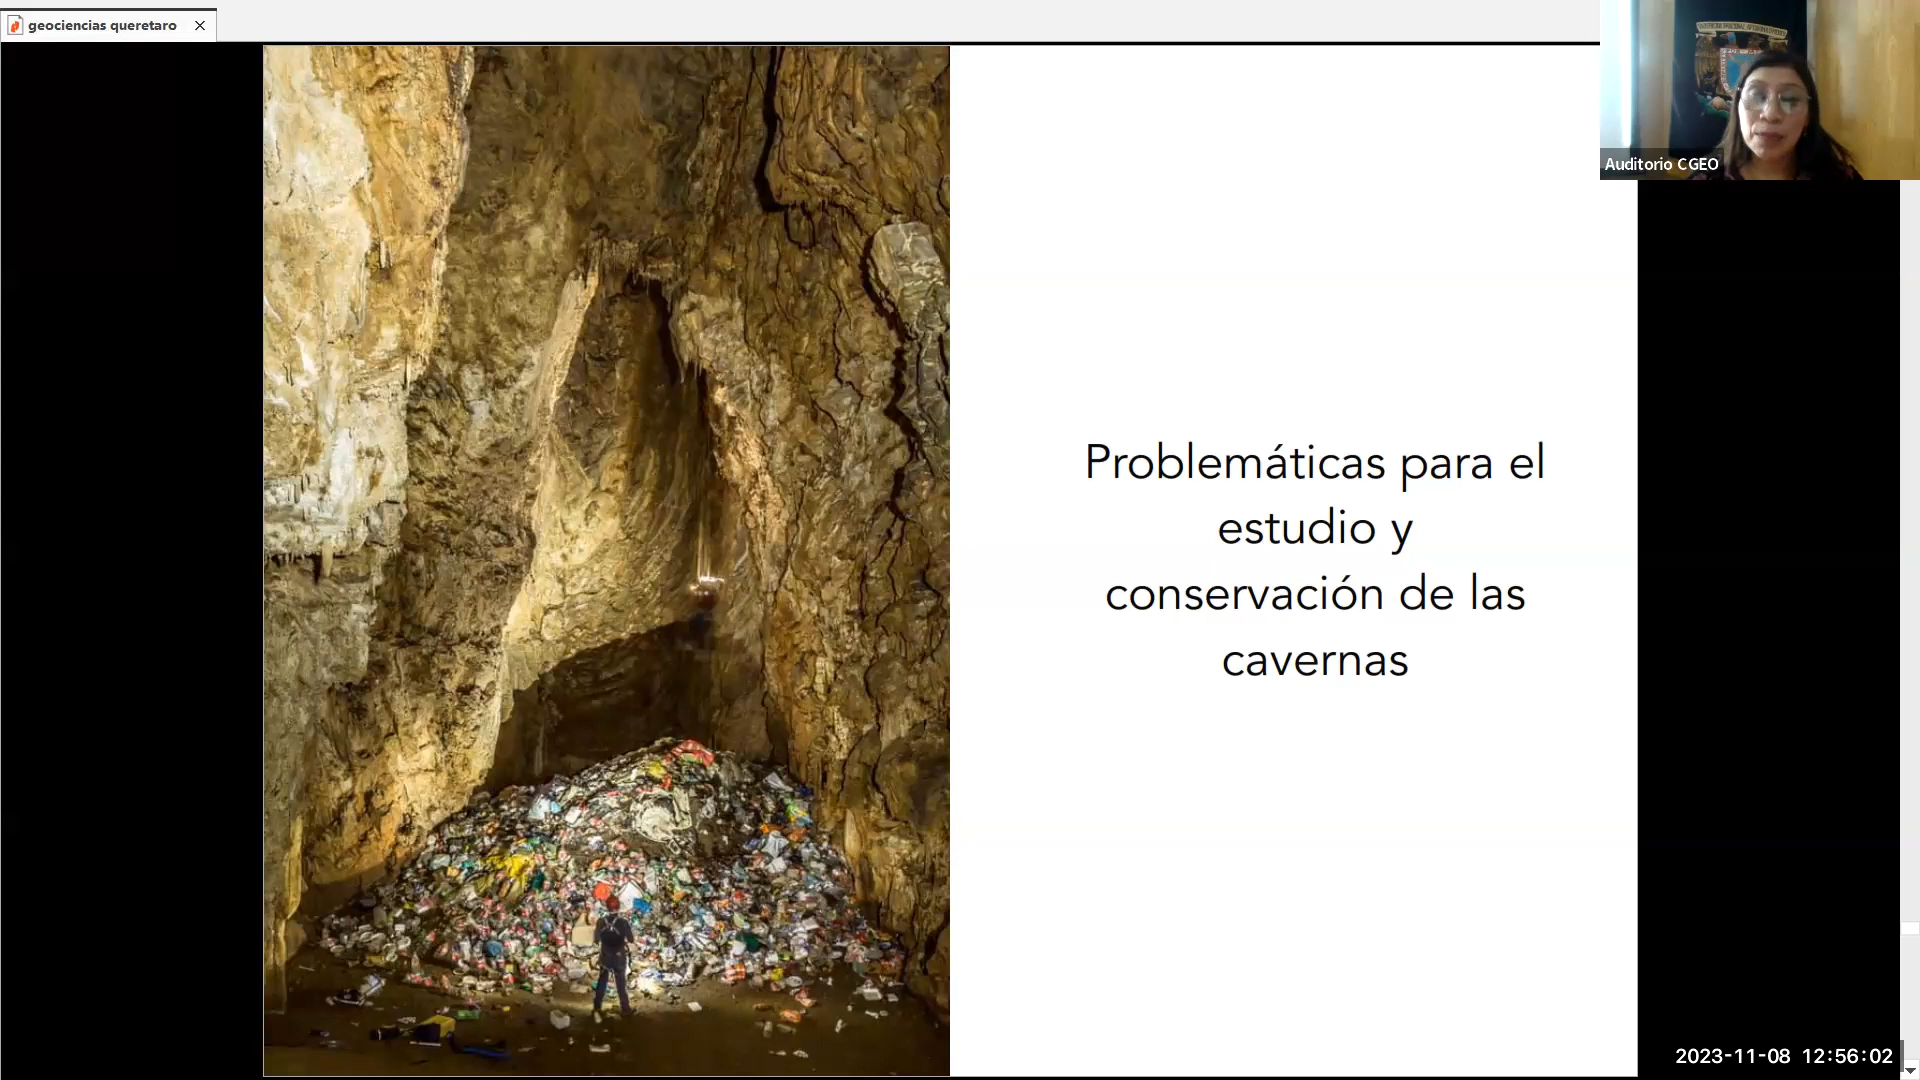 geociencias queretaro
Auditorio CGEO
Problemáticas para el
estudio y
conservación de las
cavernas
2023-11-08 12:56:02